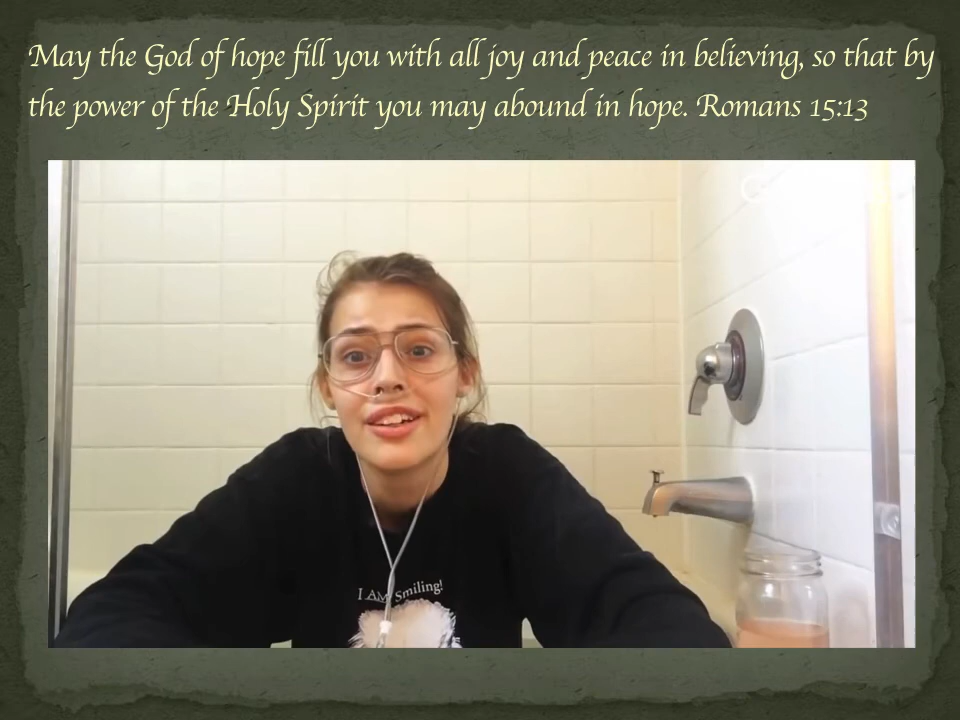 May the God of hope fill you with all joy and peace in believing, so that by
the power of the Holy Spirit you may abound in hope. Romans 15:13
I AM Smiling!